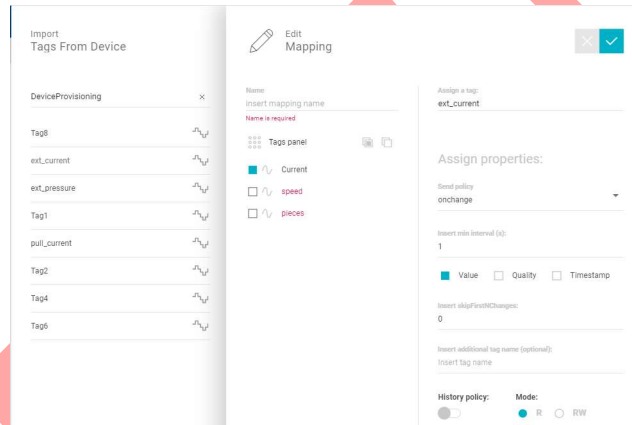 Import
Tags From Device
DeviceProvisioning
Tag8
ext_current
ext_pressure
Tag1
pull_current
Tag2
Tag4
Tag6
Edit
Mapping
Name
Insert mapping name
Name is required
Tags panel
Current
speed
pieces
Assign a tag:
ext_current
Assign properties:
Send policy
onchange
Insert min interval (s):
1
Value Quality Timestamp
Insert skipFirstNChanges:
0
Insert additional tag name (optional):
Insert tag name
History policy: Mode:
R RW